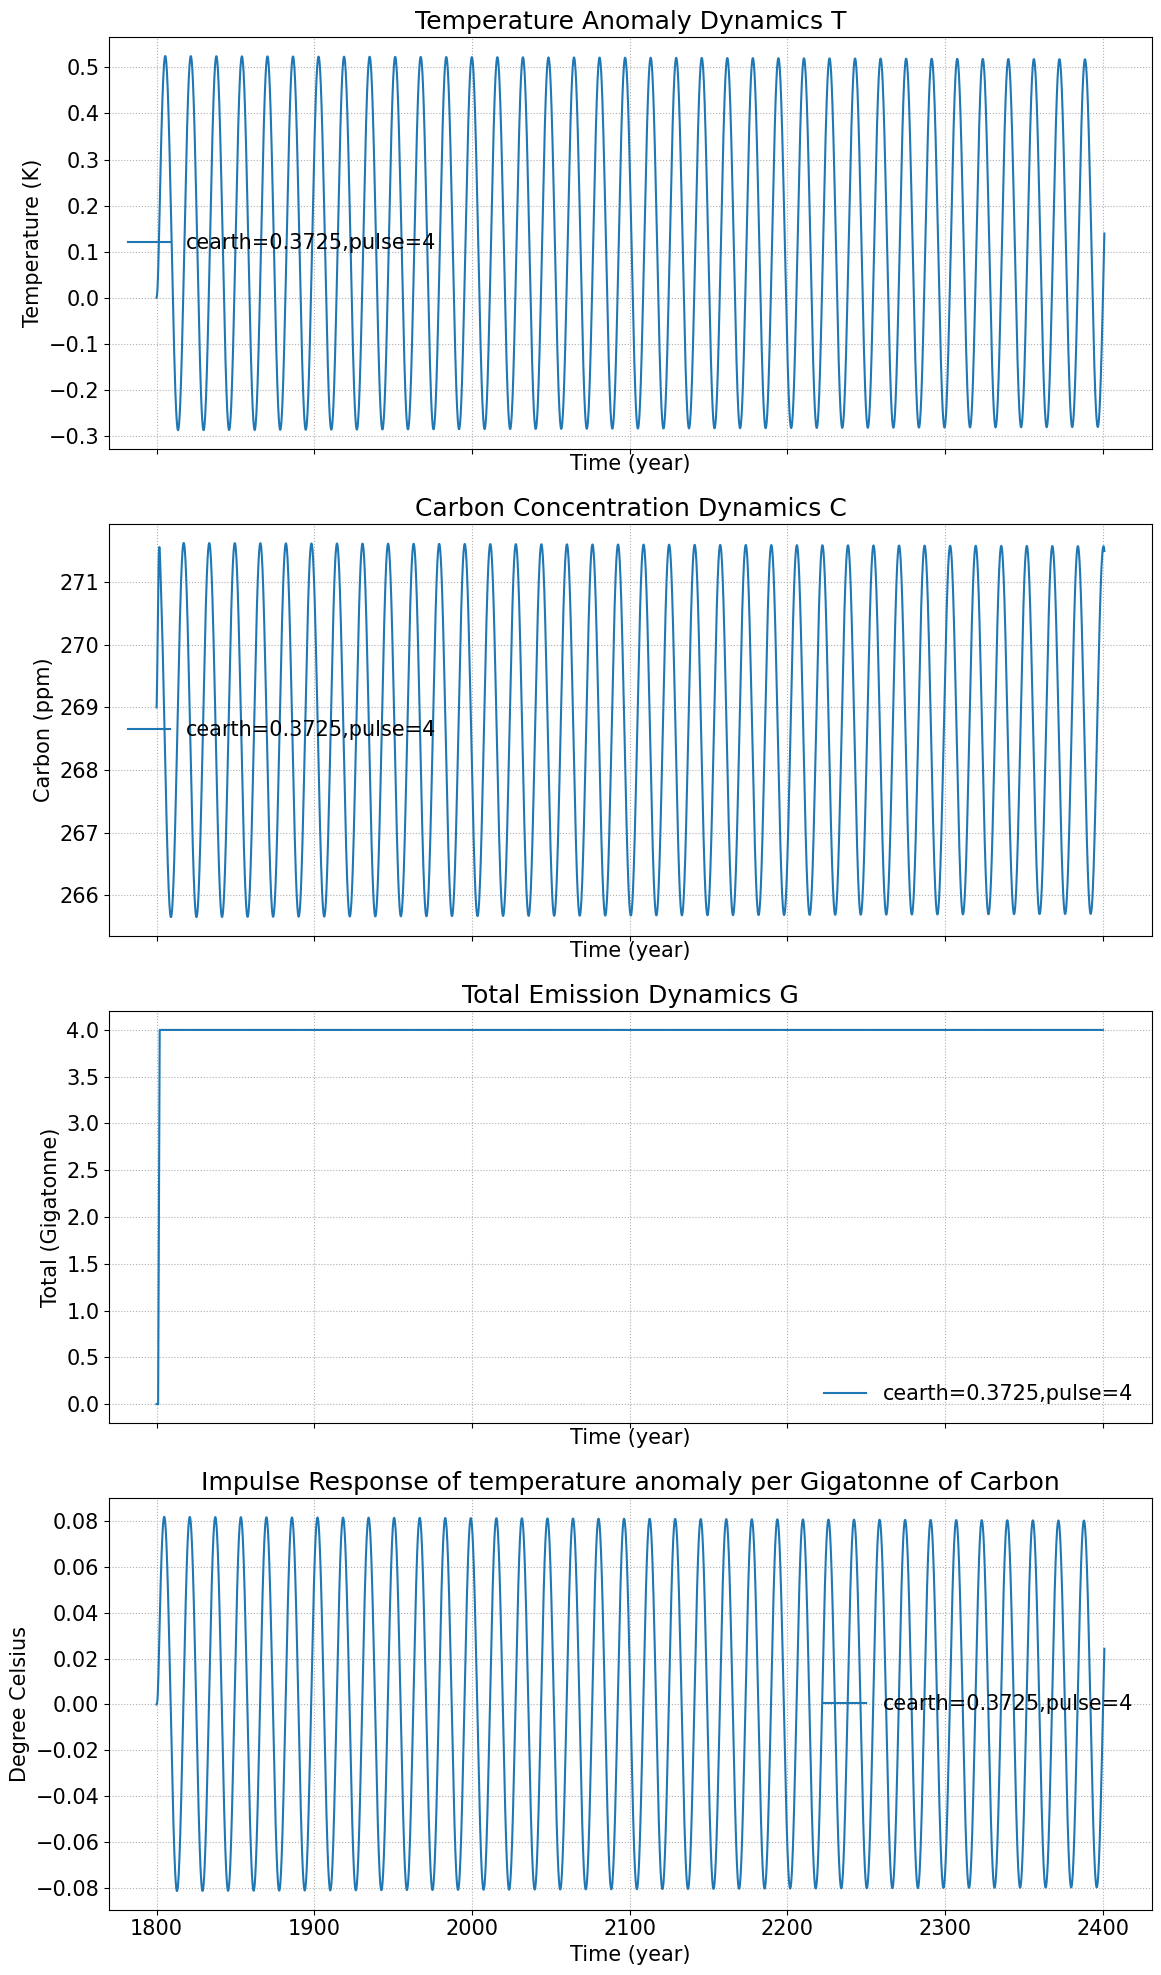 Temperature Anomaly Dynamics T
0.5
0.4
0.3
0.2
0.1
0.0
−0.1
−0.2
−0.3
Temperature (K)
cearth=0.3725,pulse=4
Time (year)
Carbon Concentration Dynamics C
271
270
269
268
267
266
Carbon (ppm)
cearth=0.3725,pulse=4
Time (year)
Total Emission Dynamics G
4.0
3.5
3.0
2.5
2.0
1.5
1.0
0.5
0.0
Total (Gigatonne)
cearth=0.3725,pulse=4
Time (year)
Impulse Response of temperature anomaly per Gigatonne of Carbon
0.08
0.06
0.04
0.02
0.00
−0.02
−0.04
−0.06
−0.08
Degree Celsius
cearth=0.3725,pulse=4
1800 1900 2000 2100 2200 2300 2400
Time (year)